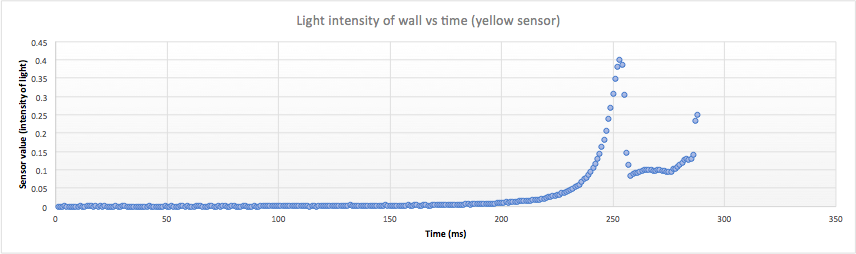 Light intensity of wall vs time (yellow sensor)
Sensor value (intensity of light)
0.45
0.4
0.35
0.3
0.25
0.2
0.15
0.1
0.05
0
0 50 100 150 200 250 300 350
Time (ms)